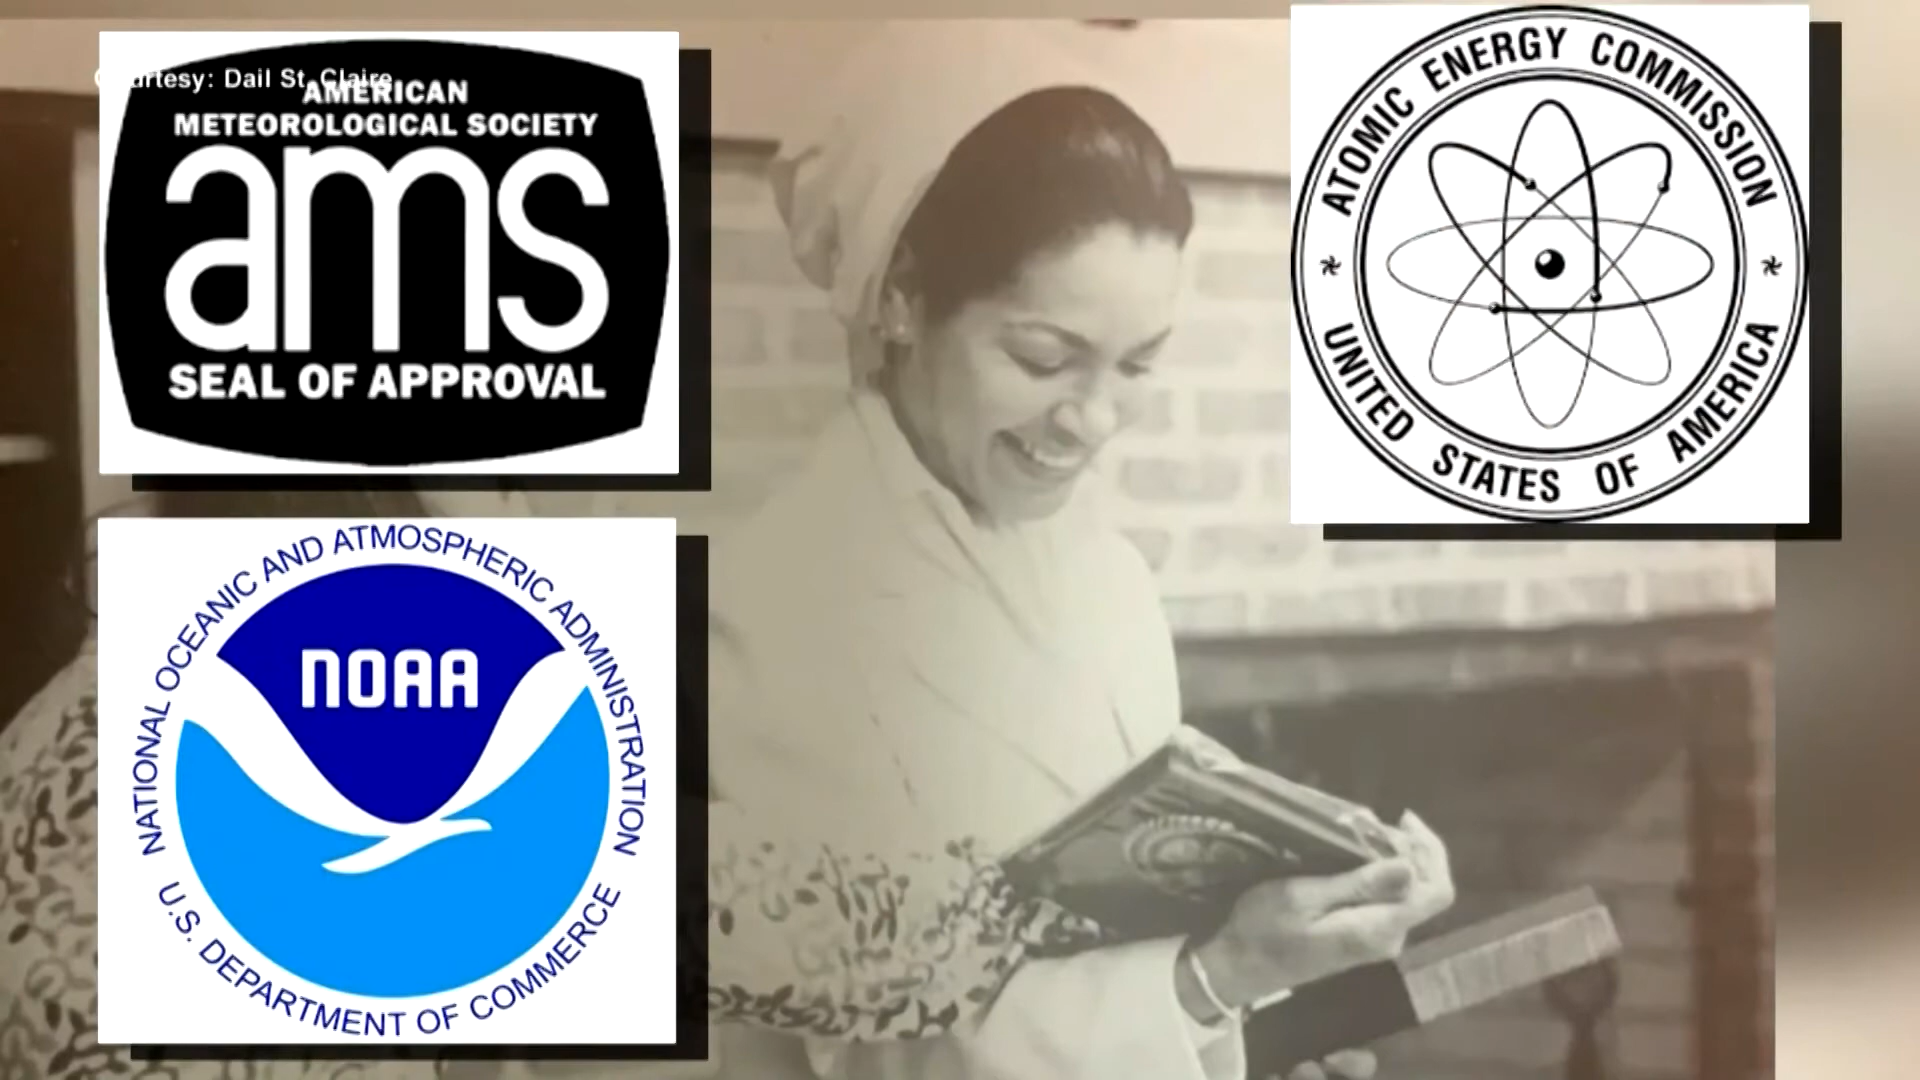 Courtesy: Dail St. Claire
AMERICAN
METEOROLOGICAL SOCIETY
ams
SEAL OF APPROVAL
ATOMIC ENERGY COMMISSION
UNITED STATES OF AMERICA
NATIONAL OCEANIC AND ATMOSPHERIC ADMINISTRATION
NOAA
U.S. DEPARTMENT OF COMMERCE